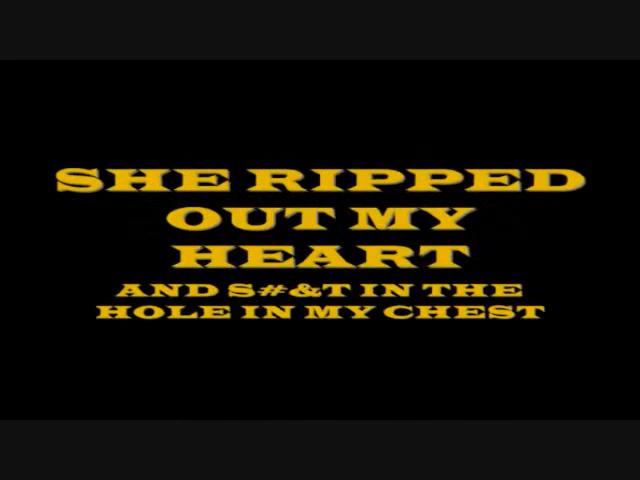 SHE RIPPED
OUT MY
HEART
AND S#&T IN THE
HOLE IN MY CHEST